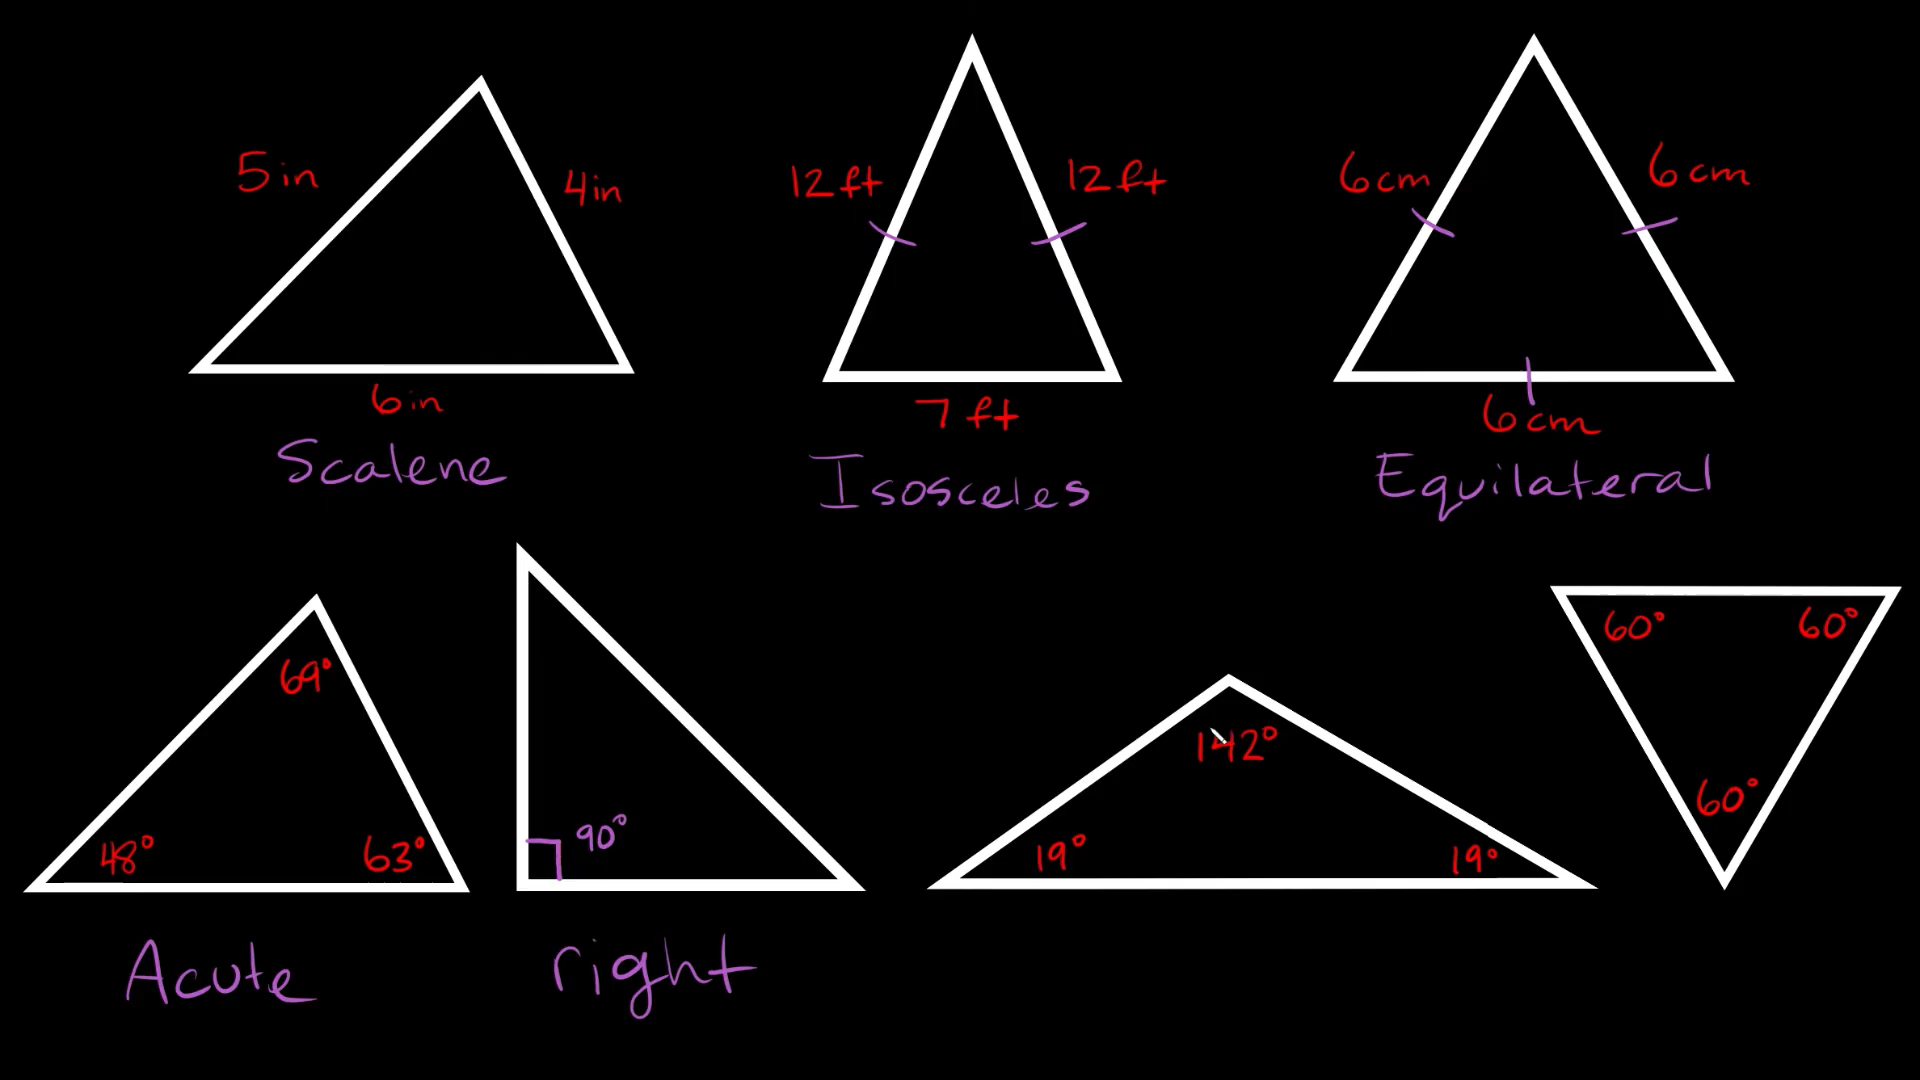 5in
4in
6in
Scalene
12ft
12ft
7ft
Isosceles
6cm
6cm
6cm
Equilateral
69°
48°
63°
Acute
90°
right
142°
19°
19°
60°
60°
60°